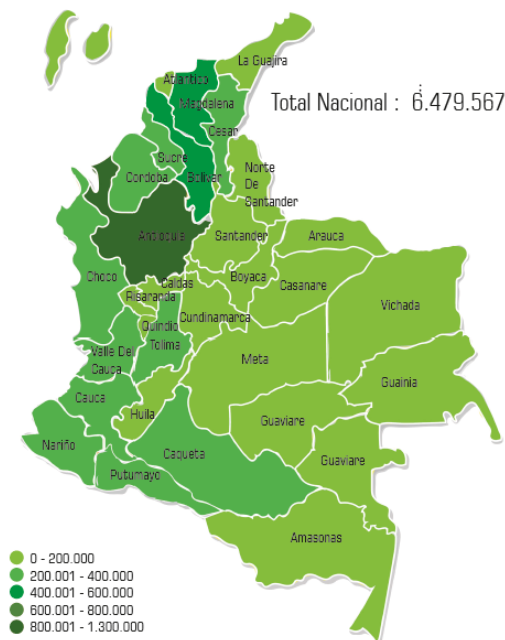 La Guajira
Atlantico
Magdalena
Total Nacional : 6.479.567
Cesar
Sucre
Cordoba
Bolivar
Norte
De
Santander
Antioquia
Santander
Arauca
Choco
Boyaca
Caldas
Casanare
Risaralda
Vichada
Cundinamarca
Quindio
Tolima
Valle Del
Cauca
Meta
Guainia
Cauca
Huila
Guaviare
Nariño
Caqueta
Guaviare
Putumayo
Amasonas
0 - 200.000
200.001 - 400.000
400.001 - 600.000
600.001 - 800.000
800.001 - 1.300.000